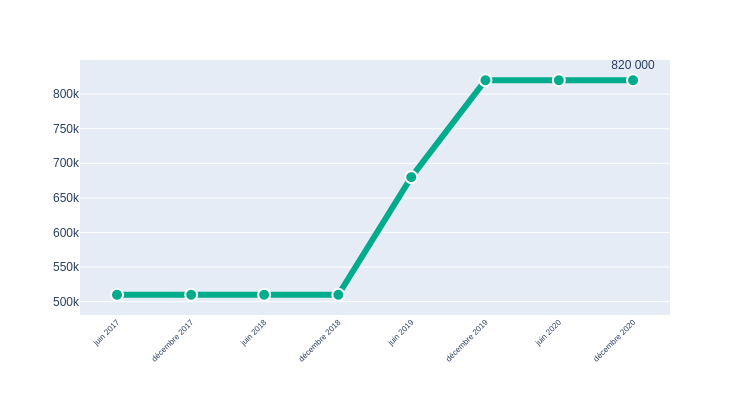 820 000
800k
750k
700k
650k
600k
550k
500k
juin 2017
décembre 2017
juin 2018
décembre 2018
juin 2019
décembre 2019
juin 2020
décembre 2020